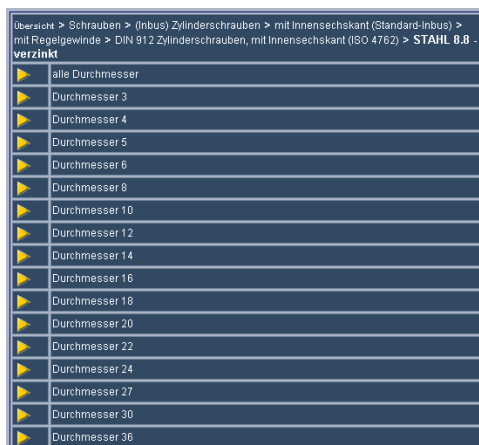 Übersicht > Schrauben > (Inbus) Zylinderschrauben > mit Innensechskant (Standard-Inbus) >
mit Regelgewinde > DIN 912 Zylinderschrauben, mit Innensechskant (ISO 4762) > STAHL 8.8 -
verzinkt
alle Durchmesser
Durchmesser 3
Durchmesser 4
Durchmesser 5
Durchmesser 6
Durchmesser 8
Durchmesser 10
Durchmesser 12
Durchmesser 14
Durchmesser 16
Durchmesser 18
Durchmesser 20
Durchmesser 22
Durchmesser 24
Durchmesser 27
Durchmesser 30
Durchmesser 36